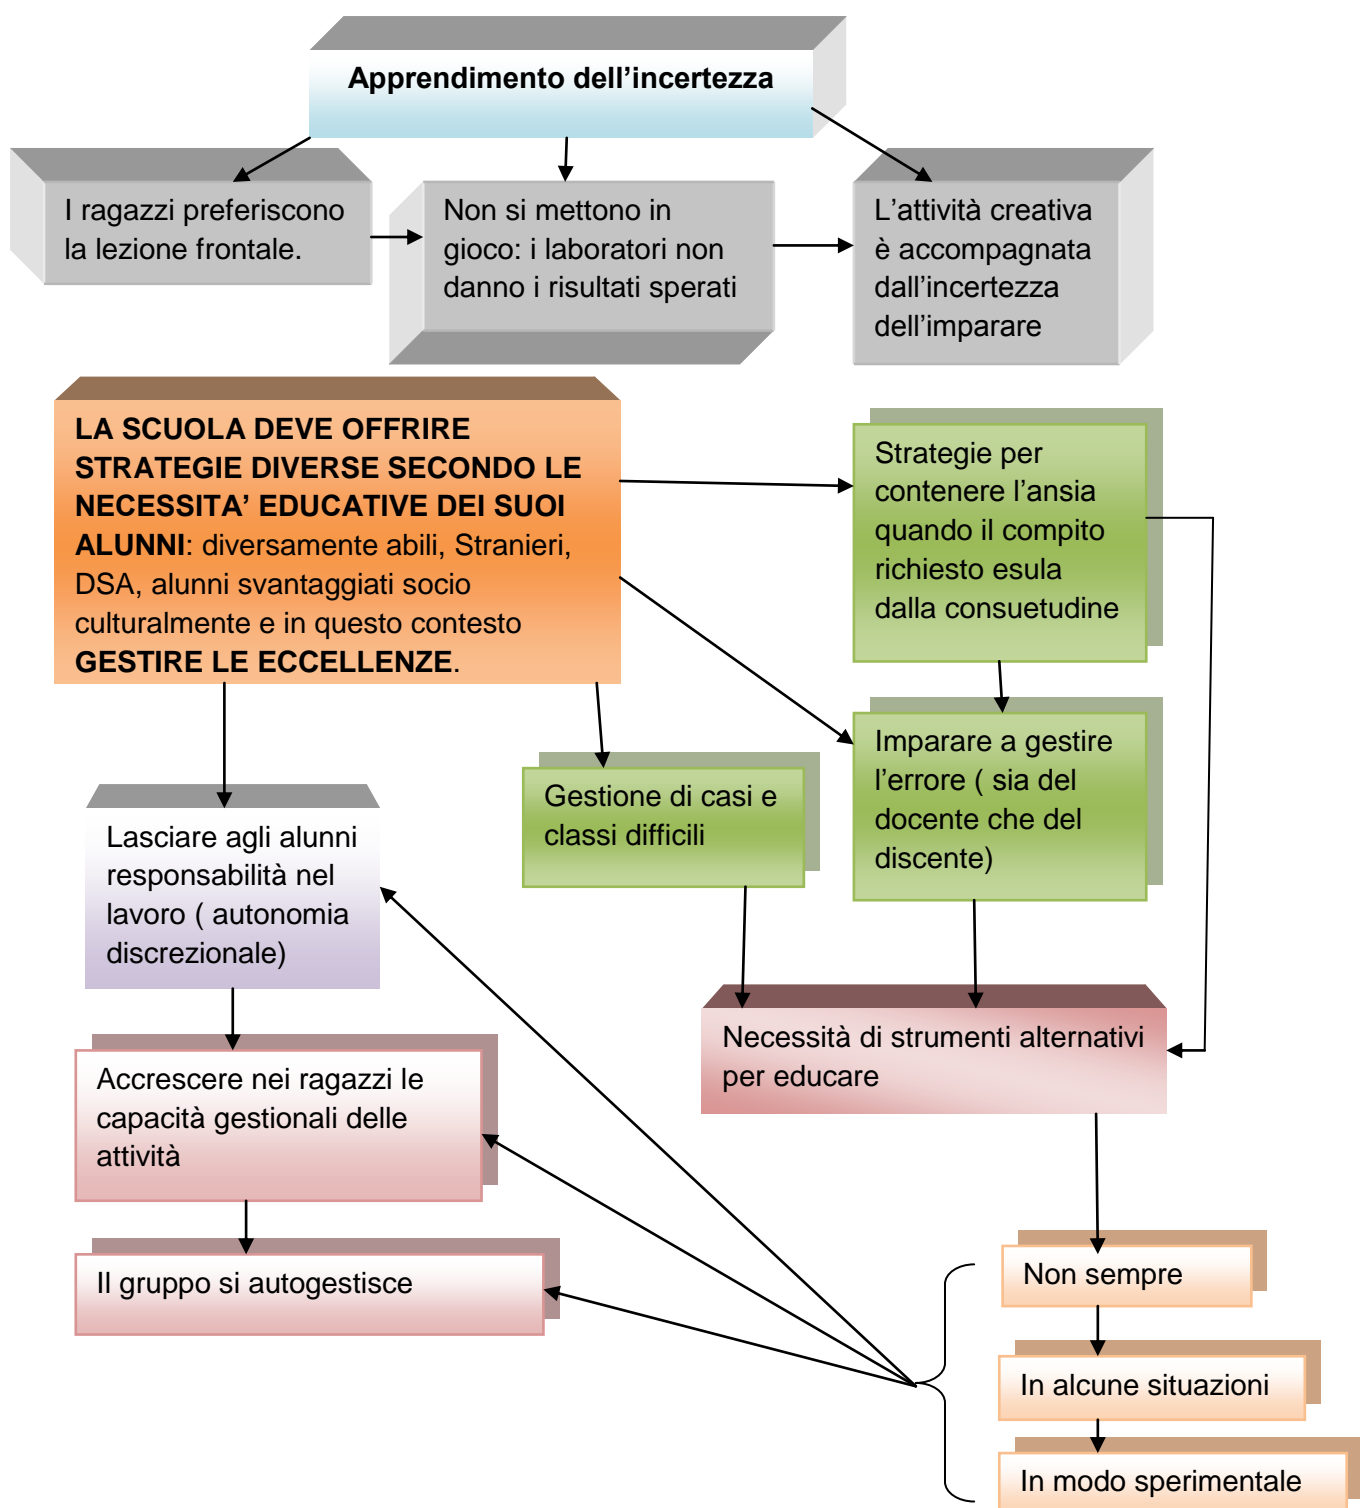 Apprendimento dell’incertezza
I ragazzi preferiscono
la lezione frontale.
Non si mettono in
gioco: i laboratori non
danno i risultati sperati
L’attività creativa
è accompagnata
dall’incertezza
dell’imparare
LA SCUOLA DEVE OFFRIRE
STRATEGIE DIVERSE SECONDO LE
NECESSITA’ EDUCATIVE DEI SUOI
ALUNNI: diversamente abili, Stranieri,
DSA, alunni svantaggiati socio
culturalmente e in questo contesto
GESTIRE LE ECCELLENZE.
Strategie per
contenere l’ansia
quando il compito
richiesto esula
dalla consuetudine
Imparare a gestire
l’errore ( sia del
docente che del
discente)
Gestione di casi e
classi difficili
Lasciare agli alunni
responsabilità nel
lavoro ( autonomia
discrezionale)
Necessità di strumenti alternativi
per educare
Accrescere nei ragazzi le
capacità gestionali delle
attività
Il gruppo si autogestisce
Non sempre
In alcune situazioni
In modo sperimentale